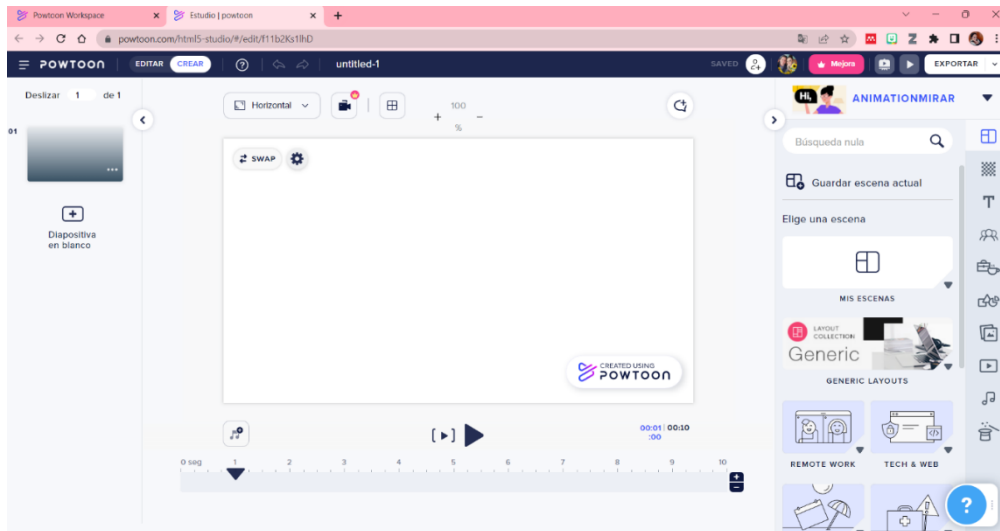 Powtoon Workspace
Estudio | powtoon
powtoon.com/html5-studio/#/edit/f11b2Ks1lhD
POWTOON
EDITAR
CREAR
untitled-1
SAVED
Mejora
EXPORTAR
Deslizar 1 de 1
01
Diapositiva
en blanco
Horizontal
100
%
SWAP
CREATED USING
POWTOON
00:01 00:10
:00
0 seg 1 2 3 4 5 6 7 8 9 10
Hi,
ANIMATIONMIRAR
Búsqueda nula
Guardar escena actual
Elige una escena
MIS ESCENAS
LAYOUT
COLLECTION
Generic
GENERIC LAYOUTS
REMOTE WORK
TECH & WEB